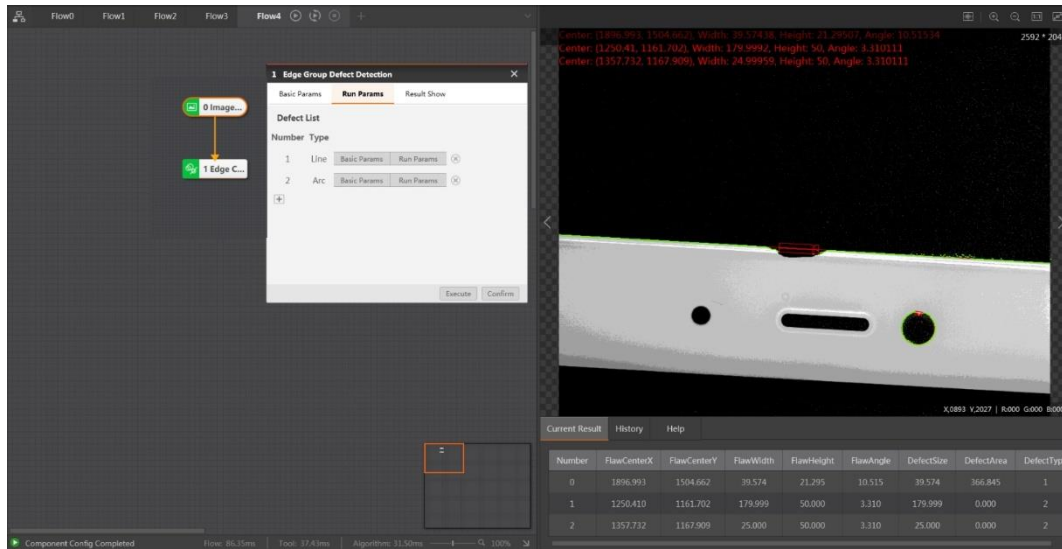 Flow0 Flow1 Flow2 Flow3 Flow4
0 Image...
1 Edge C...
1 Edge Group Defect Detection
Basic Params Run Params Result Show
Defect List
Number Type
1 Line Basic Params Run Params
2 Arc Basic Params Run Params
Execute Confirm
Component Config Completed Flow: 86.35ms Tool: 37.43ms Algorithm: 31.50ms 100%
1:1
Center: (1896.993, 1504.662), Width: 39.57438, Height: 21.29507, Angle: 10.51534
Center: (1250.41, 1161.702), Width: 179.9992, Height: 50, Angle: 3.310111
Center: (1357.732, 1167.909), Width: 24.99959, Height: 50, Angle: 3.310111
2592 * 204
X,0893 Y,2027 | R:000 G:000 B:000
Current Result History Help
Number FlawCenterX FlawCenterY FlawWidth FlawHeight FlawAngle DefectSize DefectArea DefectTyp
0 1896.993 1504.662 39.574 21.295 10.515 39.574 366.845 1
1 1250.410 1161.702 179.999 50.000 3.310 179.999 0.000 2
2 1357.732 1167.909 25.000 50.000 3.310 25.000 0.000 2